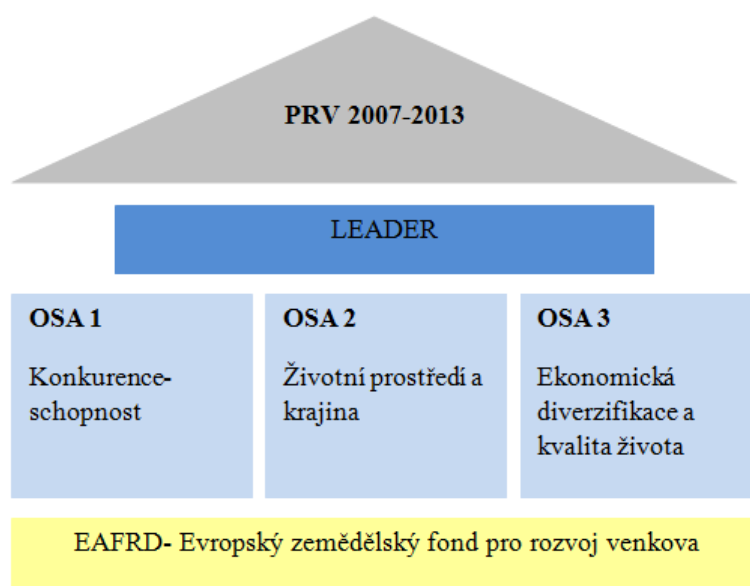 PRV 2007-2013
LEADER
OSA 1
Konkurence-
schopnost
OSA 2
Životní prostředí a
krajina
OSA 3
Ekonomická
diverzifikace a
kvalita života
EAFRD- Evropský zemědělský fond pro rozvoj venkova